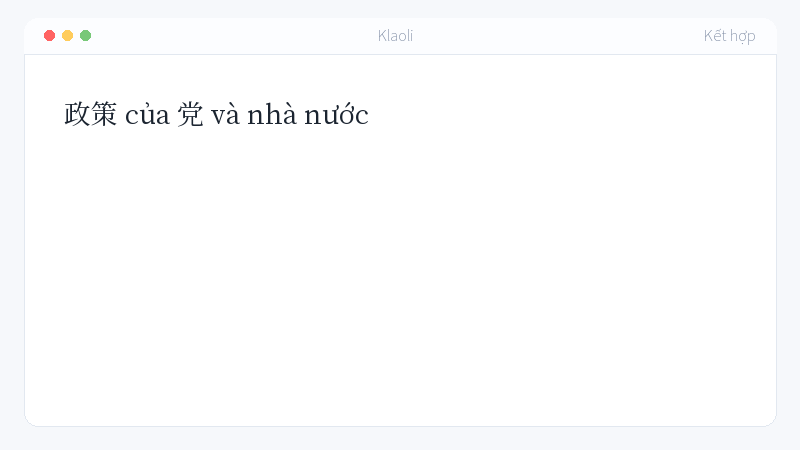 Klaoli
Kết hợp
政策 của 党 và nhà nước